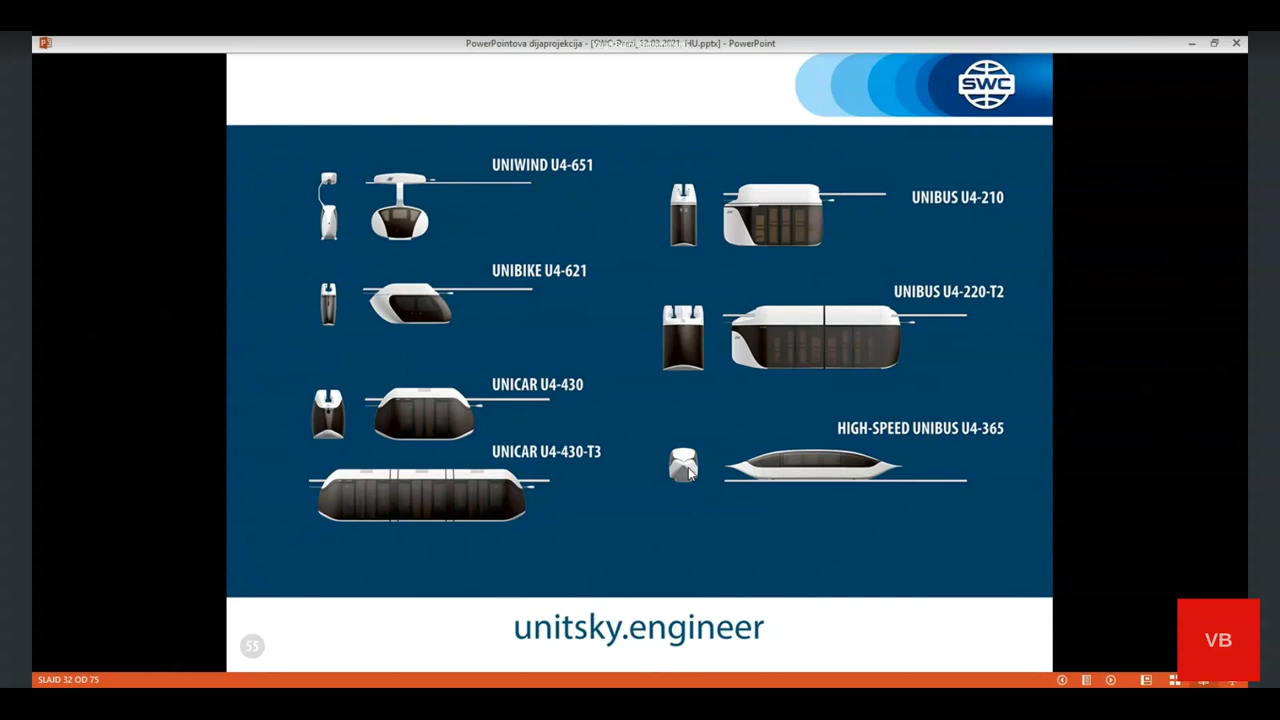 PowerPointova dijaprojekcija - [SWC-Prezi_12.03.2021._HU.pptx] - PowerPoint
SWC
UNIWIND U4-651
UNIBUS U4-210
UNIBIKE U4-621
UNIBUS U4-220-T2
UNICAR U4-430
HIGH-SPEED UNIBUS U4-365
UNICAR U4-430-T3
unitsky.engineer
55
VB
SLAJD 32 OD 75